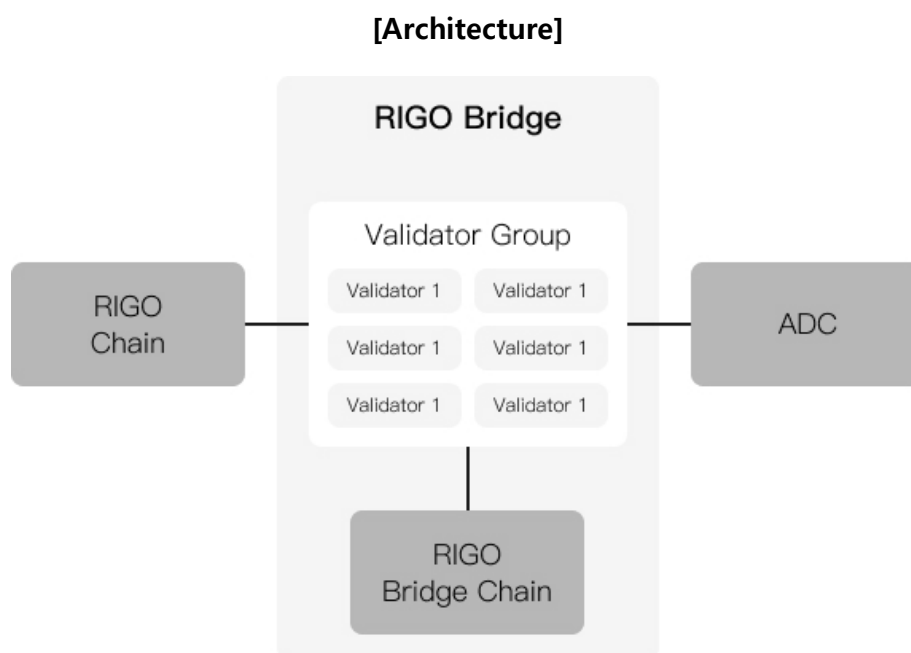 [Architecture]
RIGO Bridge
Validator Group
Validator 1 Validator 1
Validator 1 Validator 1
Validator 1 Validator 1
RIGO
Chain
ADC
RIGO
Bridge Chain